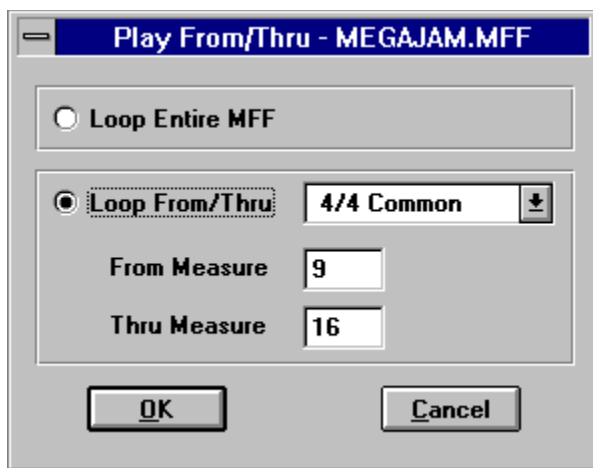 Play From/Thru - MEGAJAM.MFF
Loop Entire MFF
Loop From/Thru 4/4 Common
From Measure 9
Thru Measure 16
OK Cancel